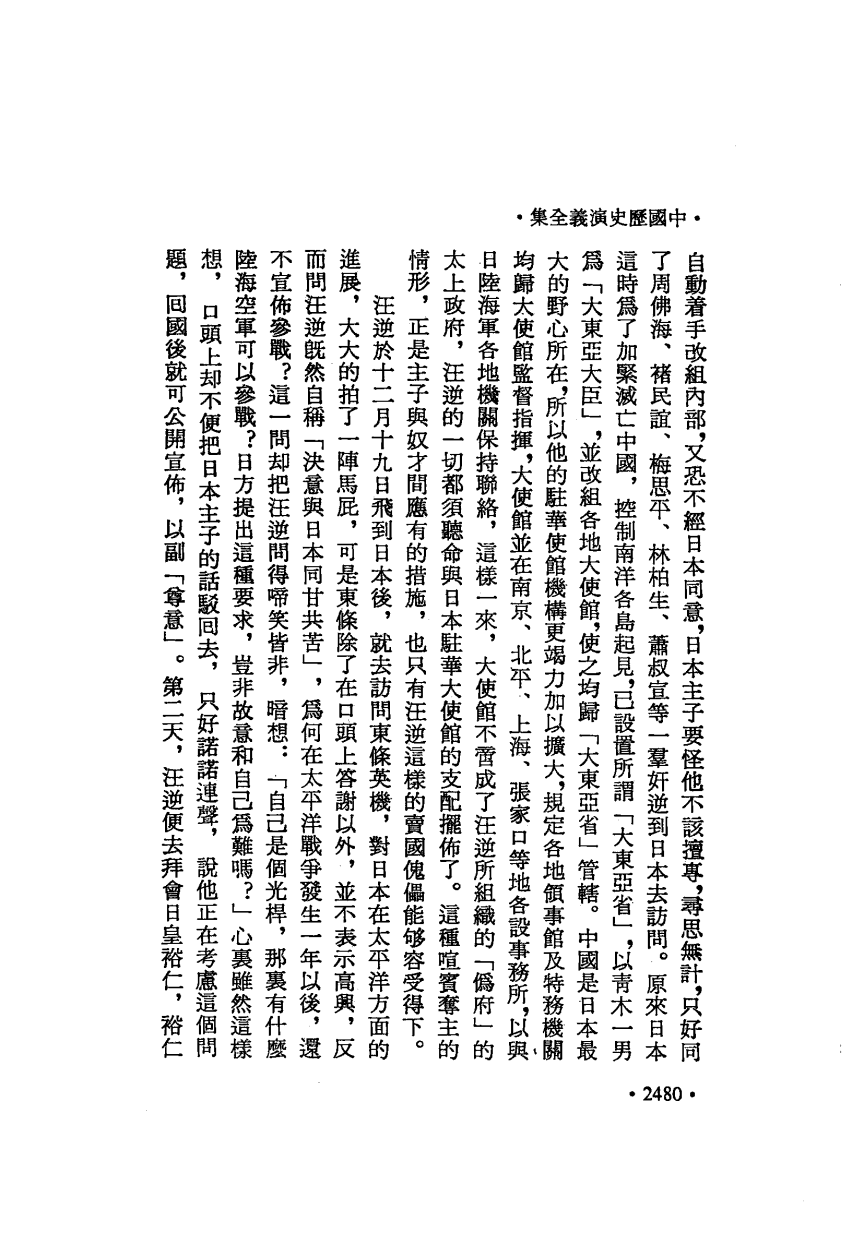 •中國歷史演義全集•
自動着手改組內部，又恐不經日本同意，日本主子要怪他不該擅專，尋思無計，只好同
了周佛海、褚民誼、梅思平、林柏生、蕭叔宣等一羣奸逆到日本去訪問。原來日本
這時爲了加緊滅亡中國，控制南洋各島起見，已設置所謂「大東亞省」，以靑木一男
爲「大東亞大臣」，並改組各地大使館，使之均歸「大東亞省」管轄。中國是日本最
大的野心所在，所以他的駐華使館機構更竭力加以擴大，規定各地領事館及特務機關
均歸大使館監督指揮，大使館並在南京、北平、上海、張家口等地各設事務所，以與
日陸海軍各地機關保持聯絡，這樣一來，大使館不啻成了汪逆所組織的「僞府」的
太上政府，汪逆的一切都須聽命與日本駐華大使館的支配擺佈了。這種喧賓奪主的
情形，正是主子與奴才間應有的措施，也只有汪逆這樣的賣國傀儡能够容受得下。
汪逆於十二月十九日飛到日本後，就去訪問東條英機，對日本在太平洋方面的
進展，大大的拍了一陣馬屁，可是東條除了在口頭上答謝以外，並不表示高興，反
而問汪逆旣然自稱「決意與日本同甘共苦」，爲何在太平洋戰爭發生一年以後，還
不宣佈參戰？這一問却把汪逆問得啼笑皆非，暗想：「自己是個光桿，那裏有什麼
陸海空軍可以參戰？日方提出這種要求，豈非故意和自己爲難嗎？」心裏雖然這樣
想，口頭上却不便把日本主子的話駁回去，只好諾諾連聲，說他正在考慮這個問
題，囘國後就可公開宣佈，以副「尊意」。第二天，汪逆便去拜會日皇裕仁，裕仁
•2480•